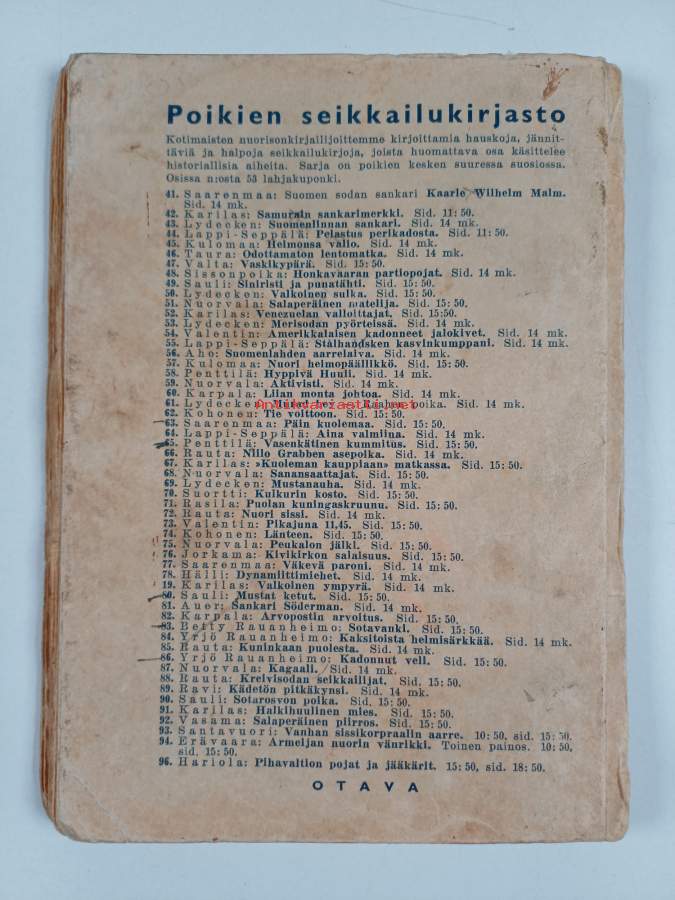 Poikien seikkailukirjasto
Kotimaisten nuorisonkirjailijoittemme kirjoittamia hauskoja, jännit-
täviä ja halpoja seikkailukirjoja, joista huomattava osa käsittelee
historiallisia aiheita. Sarja on poikien kesken suuressa suosiossa.
Osissa n:osta 53 lahjakuponki.
41. Saarenmaa: Suomen sodan sankari Kaarle Wilhelm Malm.
Sid. 14 mk.
42. Karilas: Samurain sankarimerkki. Sid. 11:50.
43. Lydecken: Suomenlinnan sankari. Sid. 14 mk.
44. Lappi-Seppälä: Pelastus perikadosta. Sid. 11:50.
45. Kulomaa: Heimonsa vallo. Sid. 14 mk.
46. Taura: Odottamaton lentomatka. Sid. 14 mk.
47. Valta: Vaskikypärä. Sid. 15:50.
48. Sissonpoika: Honkavaaran partiopojat. Sid. 14 mk.
49. Sauli: Siniristi ja punatähti. Sid. 15:50.
50. Lydecken: Valkoinen sulka. Sid. 14 mk.
51. Nuorvala: Salaperäinen matelija. Sid. 15:50.
52. Karilas: Venezuelan valloittajat. Sid. 15:50.
53. Lydecken: Merisodan pyörteissä. Sid. 14 mk.
54. Valentin: Amerikkalaisen kadonneet jalokivet. Sid. 14 mk.
55. Lappi-Seppälä: Stålhandsken kasvinkumppani. Sid. 14 mk.
56. Aho: Suomenlahden aarrelaiva. Sid. 14 mk.
57. Kulomaa: Nuori heimopäällikkö. Sid. 15:50.
58. Penttilä: Hyppivä Huuli. Sid. 14 mk.
59. Nuorvala: Aktivisti. Sid. 14 mk.
60. Karpala: Liian monta johtoa. Sid. 14 mk.
61. Lydecken: poika. Sid. 14 mk.
Antikvariaatti.net
62. Kohonen: Tie voittoon. Sid. 15:50.
63. Saarenmaa: Päin kuolemaa. Sid. 15:50.
64. Lappi-Seppälä: Aina valmiina. Sid. 14 mk.
65. Penttilä: Vasenkätinen kummitus. Sid. 15:50.
66. Rauta: Niilo Grabben asepoika. Sid. 14 mk.
67. Karilas: »Kuoleman kauppiaan» matkassa. Sid. 15:50.
68. Nuorvala: Sanansaattajat. Sid. 15:50.
69. Lydecken: Mustanauha. Sid. 14 mk.
70. Suortti: Kulkurin kosto. Sid. 15:50.
71. Rasila: Puolan kuningaskruunu. Sid. 15:50.
72. Rauta: Nuori sissi. Sid. 14 mk.
73. Valentin: Pikajuna 11,45. Sid. 15:50.
74. Kohonen: Länteen. Sid. 15:50.
75. Nuorvala: Peukalon jälki. Sid. 15:50.
76. Jorkama: Kivikirkon salaisuus. Sid. 15:50.
77. Saarenmaa: Väkevä paroni. Sid. 14 mk.
78. Hälli: Dynamiittimiehet. Sid. 14 mk.
19. Karilas: Valkoinen ympyrä. Sid. 14 mk.
80. Sauli: Mustat ketut. Sid. 15:50.
81. Auer: Sankari Söderman. Sid. 14 mk.
82. Karpala: Arvopostin arvoitus. Sid. 15:50.
83. Betty Rauanheimo: Sotavanki. Sid. 15:50.
84. Yrjö Rauanheimo: Kaksitoista helmisärkkää. Sid. 14 mk.
85. Rauta: Kuninkaan puolesta. Sid. 14 mk.
86. Yrjö Rauanheimo: Kadonnut veli. Sid. 15:50.
87. Nuorvala: Kagaali. Sid. 14 mk.
88. Rauta: Kreivisodan seikkailijat. Sid. 15:50.
89. Ravi: Kädetön pitkäkynsi. Sid. 14 mk.
90. Sauli: Sotarosvon poika. Sid. 15:50.
91. Karilas: Halkihuulinen mies. Sid. 15:50.
92. Vasama: Salaperäinen piirros. Sid. 15:50.
93. Santavuori: Vanhan sissikorpraalin aarre. 10:50, sid. 15:50.
94. Erävaara: Armeijan nuorin vänrikki. Toinen painos. 10:50,
sid. 15:50.
96. Hariola: Pihavaltion pojat ja jääkärit. 15:50, sid. 18:50.
OTAVA